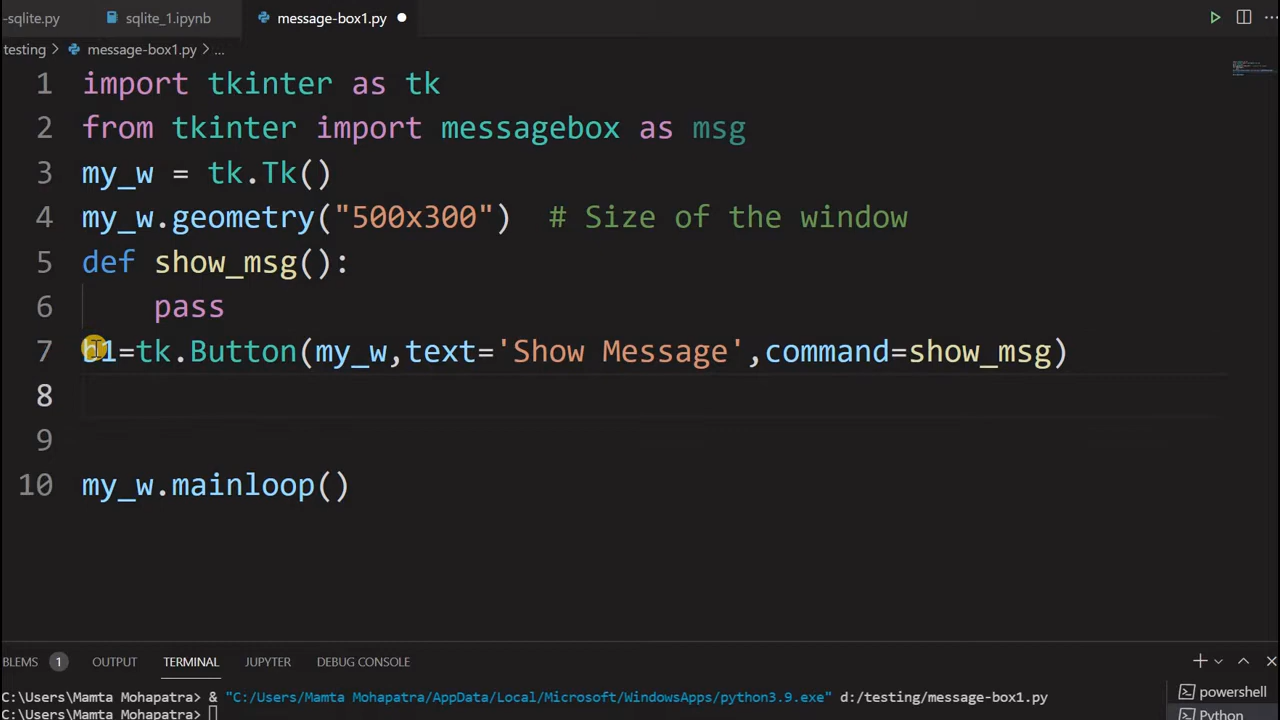 -sqlite.py sqlite_1.ipynb message-box1.py
testing > message-box1.py > ...
1 import tkinter as tk
2 from tkinter import messagebox as msg
3 my_w = tk.Tk()
4 my_w.geometry("500x300")  # Size of the window
5 def show_msg():
6     pass
7 b1=tk.Button(my_w,text='Show Message',command=show_msg)
8
9
10 my_w.mainloop()
BLEMS 1 OUTPUT TERMINAL JUPYTER DEBUG CONSOLE
C:\Users\Mamta Mohapatra> & "C:/Users/Mamta Mohapatra/AppData/Local/Microsoft/WindowsApps/python3.9.exe" d:/testing/message-box1.py
powershell
C:\Users\Mamta Mohapatra>
Python